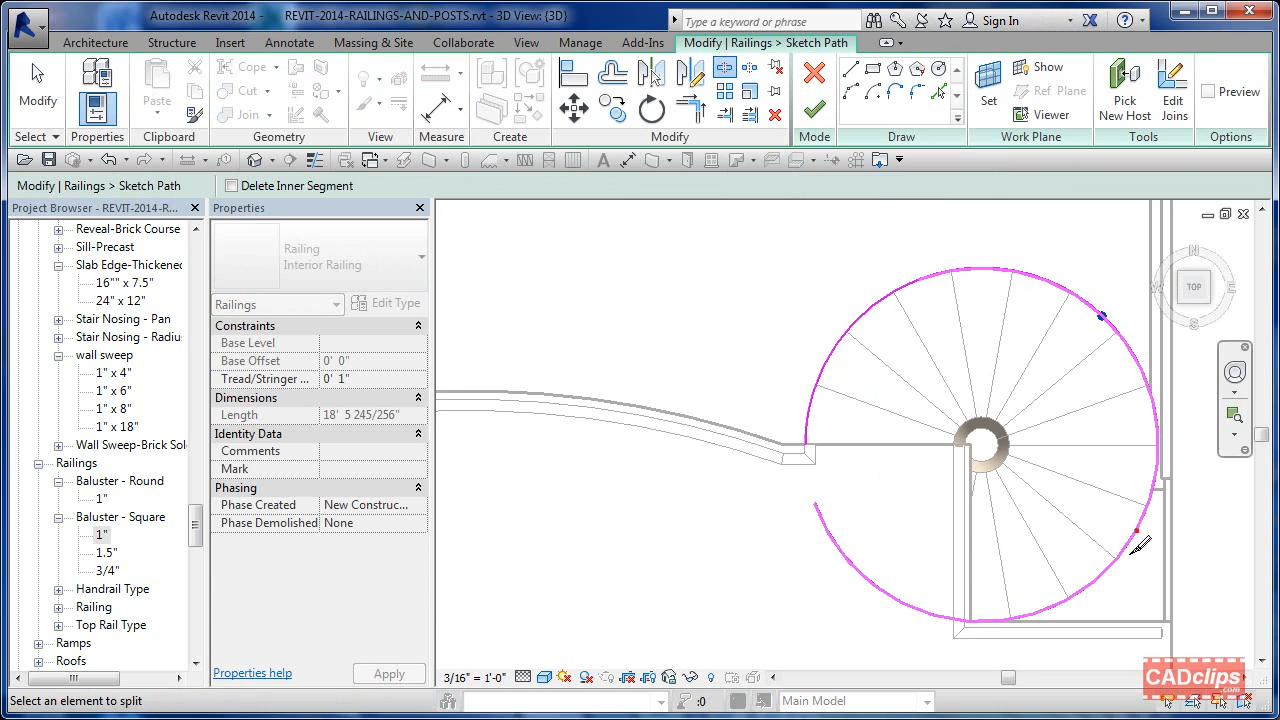 Autodesk Revit 2014 - REVIT-2014-RAILINGS-AND-POSTS.rvt - 3D View: {3D}
Type a keyword or phrase
Sign In
Architecture Structure Insert Annotate Massing & Site Collaborate View Manage Add-Ins Modify | Railings > Sketch Path
Modify
Paste
Cope
Cut
Join
Pick New Host
Edit Joins
Set
Show
Ref Plane
Viewer
Preview
Select Properties Clipboard Geometry View Measure Create Modify Mode Draw Work Plane Tools Options
Modify | Railings > Sketch Path
Delete Inner Segment
Project Browser - REVIT-2014-R...
Reveal-Brick Course
Sill-Precast
Slab Edge-Thickened
16"" x 7.5"
24" x 12"
Stair Nosing - Pan
Stair Nosing - Radiu
wall sweep
1" x 4"
1" x 6"
1" x 8"
1" x 18"
Wall Sweep-Brick Sol
Railings
Baluster - Round
1"
Baluster - Square
1"
1.5"
3/4"
Handrail Type
Railing
Top Rail Type
Ramps
Roofs
Properties
Railing
Interior Railing
Railings
Edit Type
Constraints
Base Level
Base Offset 0' 0"
Tread/Stringer ... 0' 1"
Dimensions
Length 18' 5 245/256"
Identity Data
Comments
Mark
Phasing
Phase Created New Construc...
Phase Demolished None
Properties help
Apply
TOP
N
E
S
W
3/16" = 1'-0"
CADclips
.com
Select an element to split
:0
Main Model